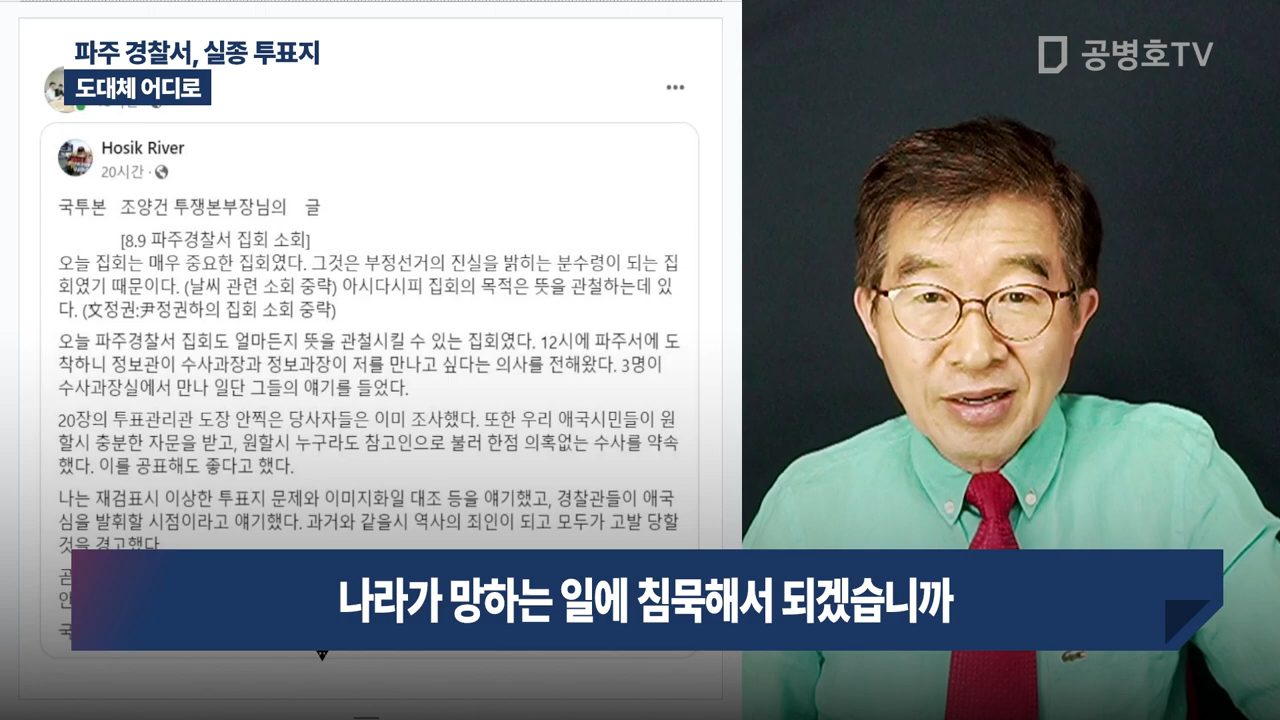 파주 경찰서, 실종 투표지
도대체 어디로
공병호TV
Hosik River
20시간
국투본 조양건 투쟁본부장님의 글
[8.9 파주경찰서 집회 소회]
오늘 집회는 매우 중요한 집회였다. 그것은 부정선거의 진실을 밝히는 분수령이 되는 집
회였기 때문이다. (날씨 관련 소회 중략) 아시다시피 집회의 목적은 뜻을 관철하는데 있
다. (文정권:尹정권하의 집회 소회 중략)
오늘 파주경찰서 집회도 얼마든지 뜻을 관철시킬 수 있는 집회였다. 12시에 파주서에 도
착하니 정보관이 수사과장과 정보과장이 저를 만나고 싶다는 의사를 전해왔다. 3명이
수사과장실에서 만나 일단 그들의 얘기를 들었다.
20장의 투표관리관 도장 안찍은 당사자들은 이미 조사했다. 또한 우리 애국시민들이 원
할시 충분한 자문을 받고, 원할시 누구라도 참고인으로 불러 한점 의혹없는 수사를 약속
했다. 이를 공표해도 좋다고 했다.
나는 재검표시 이상한 투표지 문제와 이미지화일 대조 등을 얘기했고, 경찰관들이 애국
심을 발휘할 시점이라고 얘기했다. 과거와 같을시 역사의 죄인이 되고 모두가 고발 당할
것을 경고했다
나라가 망하는 일에 침묵해서 되겠습니까